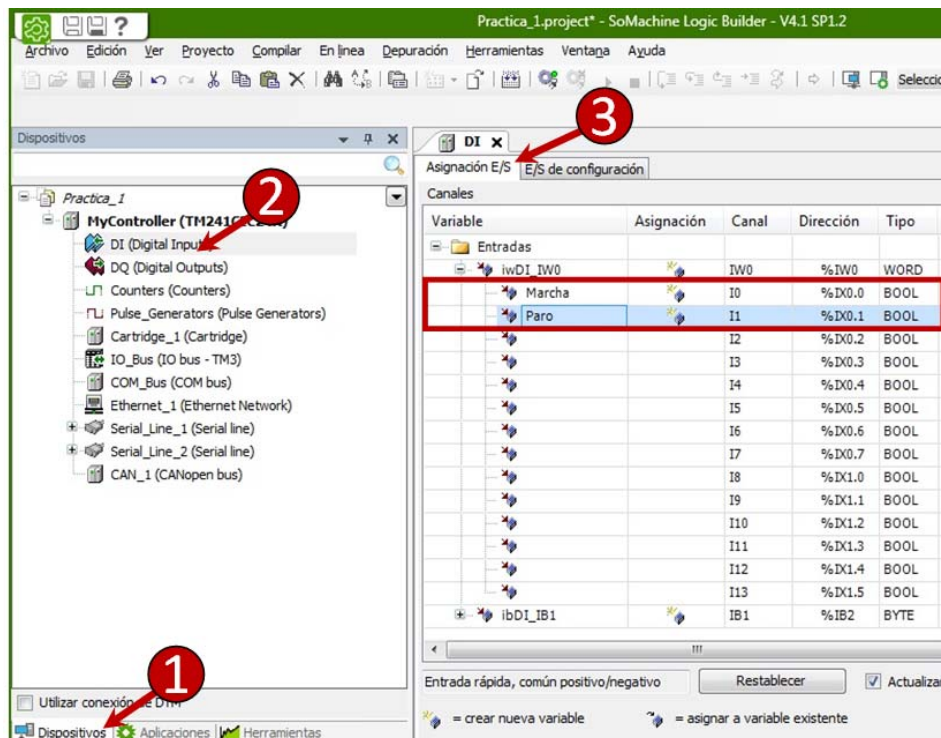 Practica_1.project* - SoMachine Logic Builder - V4.1 SP1.2
Archivo Edición Ver Proyecto Compilar En línea Depuración Herramientas Ventana Ayuda
Selecci
Dispositivos
Practica_1
MyController
DI (Digital Input
DQ (Digital Outputs)
Counters (Counters)
Pulse_Generators (Pulse Generators)
Cartridge_1 (Cartridge)
IO_Bus (IO bus - TM3)
COM_Bus (COM bus)
Ethernet_1 (Ethernet Network)
Serial_Line_1 (Serial line)
Serial_Line_2 (Serial line)
CAN_1 (CANopen bus)
2
1
Utilizar conexión de DTM
Dispositivos Aplicaciones Herramientas
3
DI
Asignación E/S E/S de configuración
Canales
Variable Asignación Canal Dirección Tipo
Entradas
iwDI_IW0 IW0 %IW0 WORD
Marcha I0 %IX0.0 BOOL
Paro I1 %IX0.1 BOOL
I2 %IX0.2 BOOL
I3 %IX0.3 BOOL
I4 %IX0.4 BOOL
I5 %IX0.5 BOOL
I6 %IX0.6 BOOL
I7 %IX0.7 BOOL
I8 %IX1.0 BOOL
I9 %IX1.1 BOOL
I10 %IX1.2 BOOL
I11 %IX1.3 BOOL
I12 %IX1.4 BOOL
I13 %IX1.5 BOOL
ibDI_IB1 IB1 %IB2 BYTE
Entrada rápida, común positivo/negativo Restablecer Actualizar
= crear nueva variable = asignar a variable existente